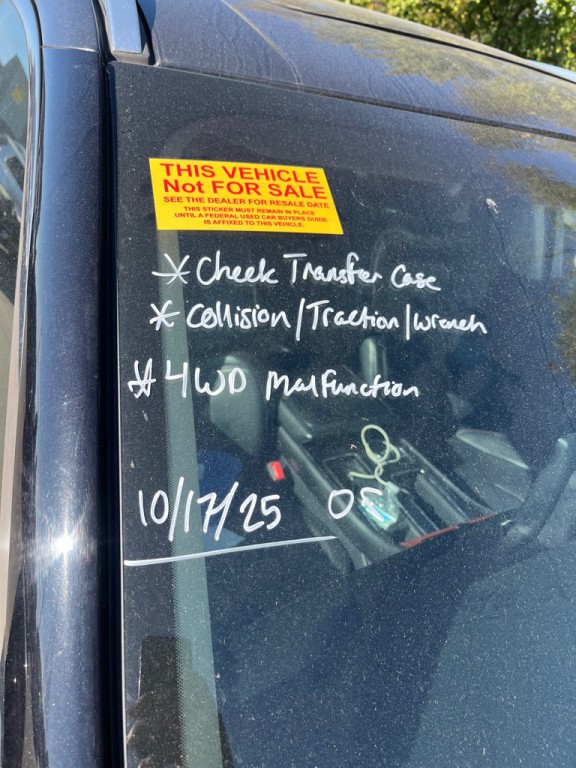 THIS VEHICLE
Not FOR SALE
SEE THE DEALER FOR RESALE DATE
THIS STICKER MUST REMAIN IN PLACE
UNTIL A FEDERAL USED CAR BUYERS GUIDE
IS AFFIXED TO THIS VEHICLE.
* Check Transfer Case
* Collision/Traction/Wrench
* 4WD Malfunction
10/17/25 OS